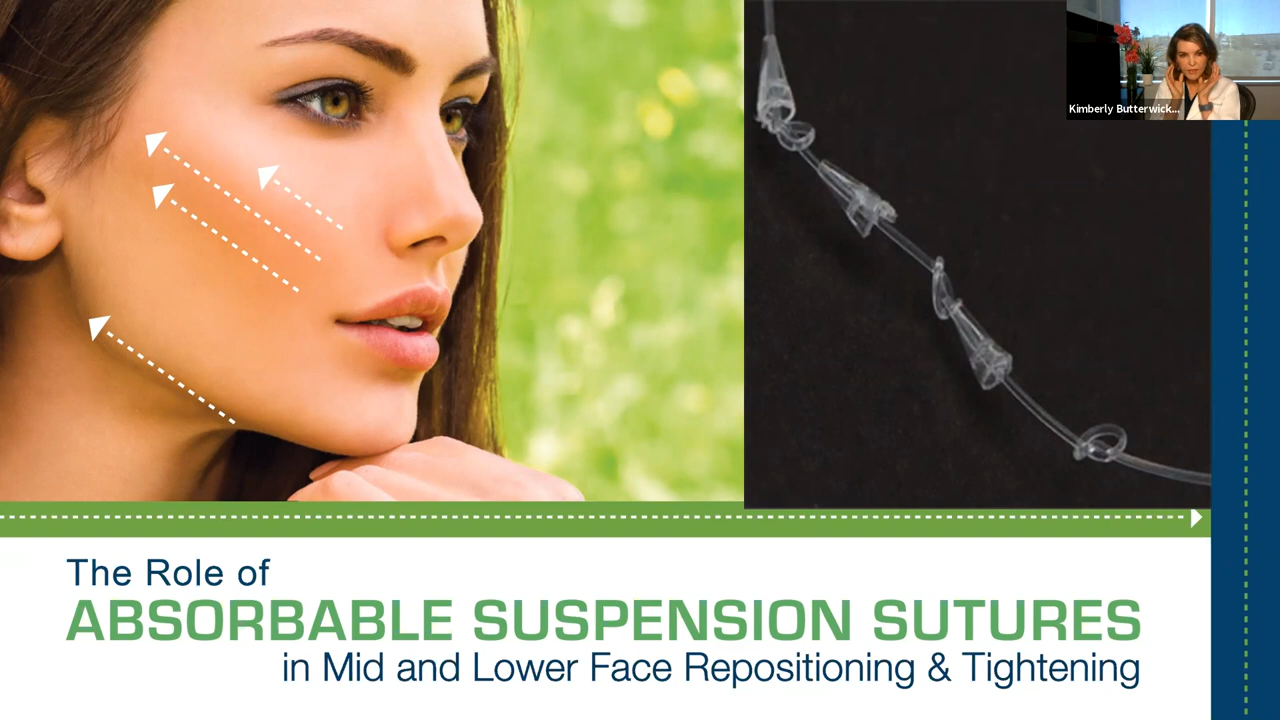 Kimberly Butterwick...
The Role of
ABSORBABLE SUSPENSION SUTURES
in Mid and Lower Face Repositioning & Tightening